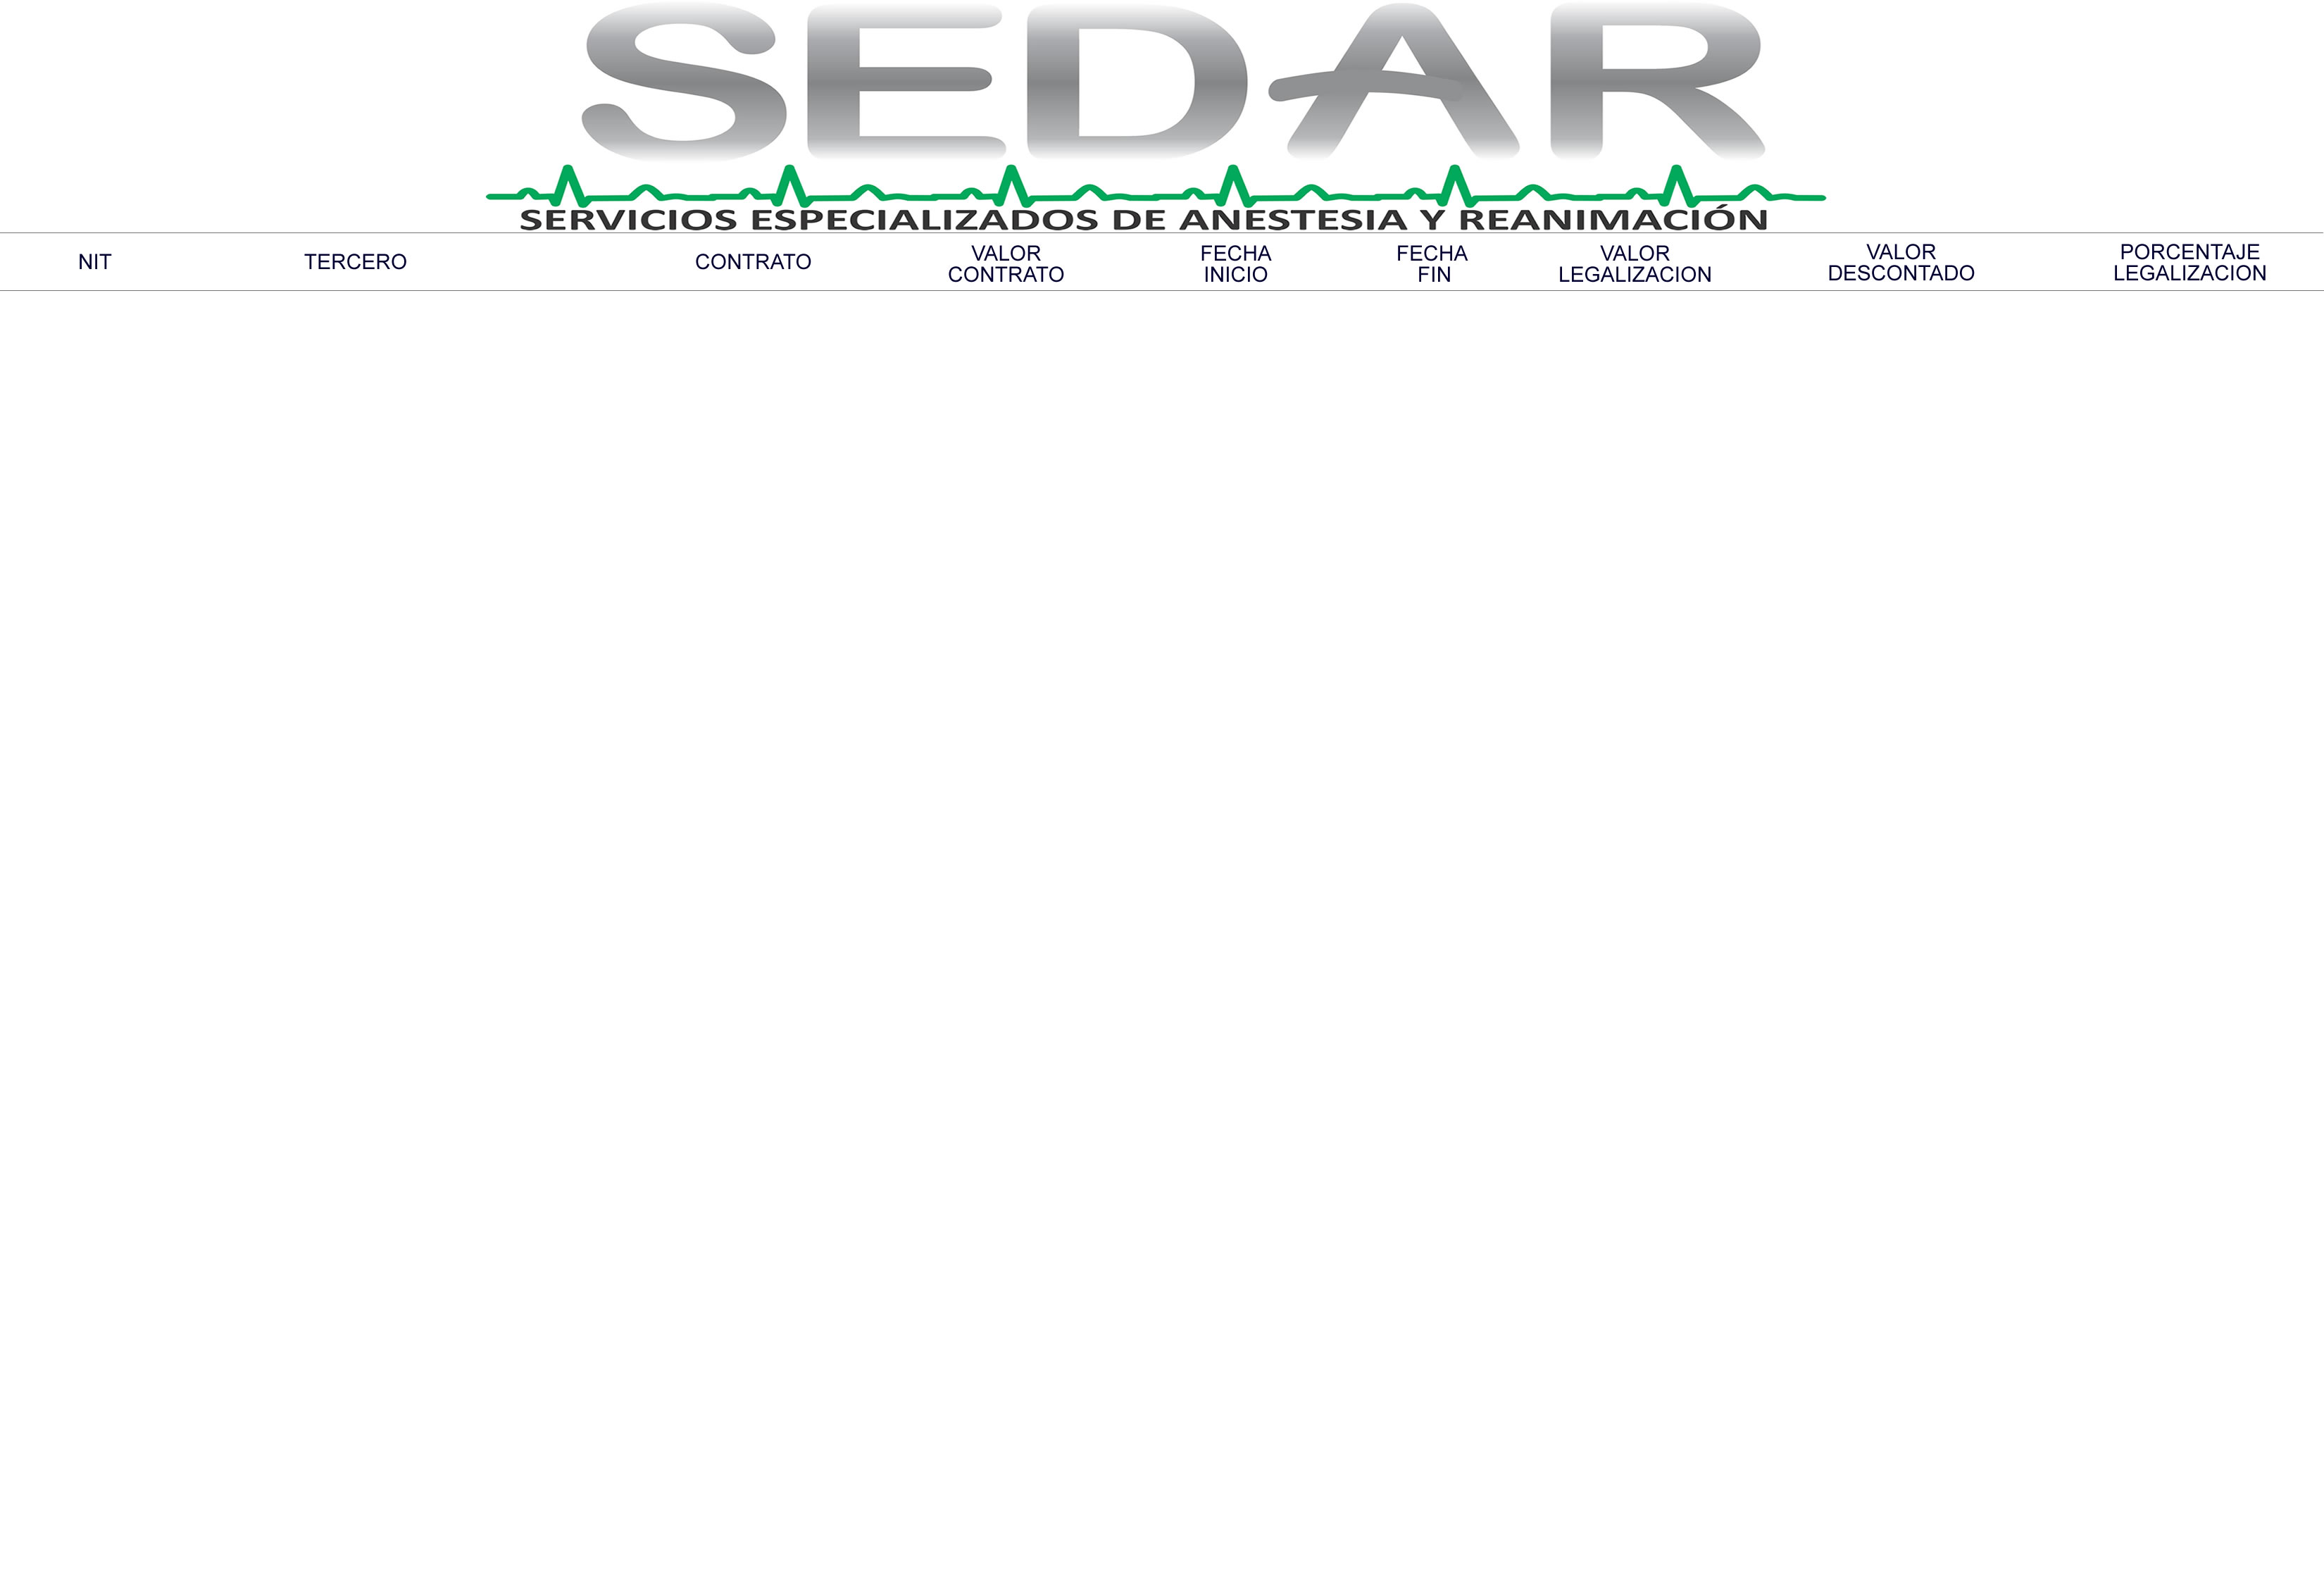 SEDAR
SERVICIOS ESPECIALIZADOS DE ANESTESIA Y REANIMACIÓN
NIT
TERCERO
CONTRATO
VALOR
CONTRATO
FECHA
INICIO
FECHA
FIN
VALOR
LEGALIZACION
VALOR
DESCONTADO
PORCENTAJE
LEGALIZACION